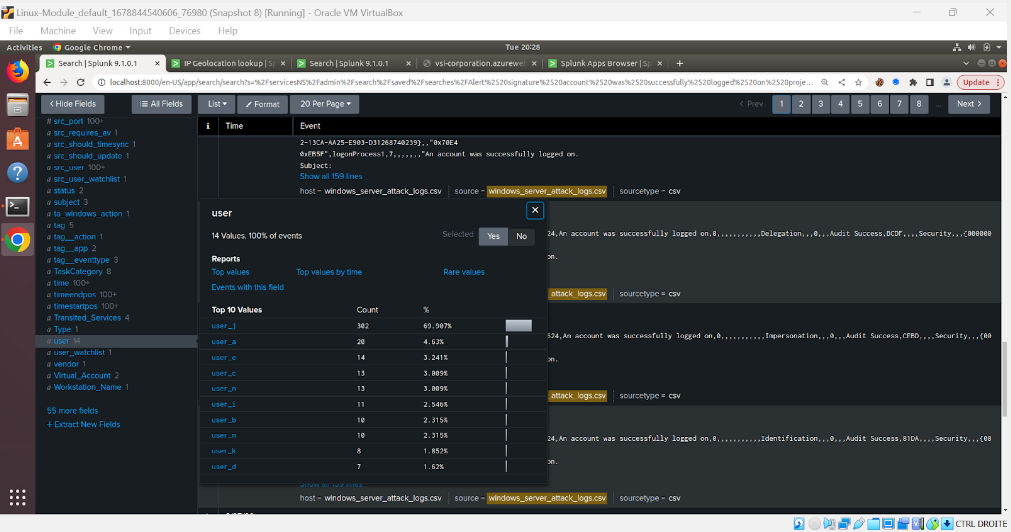 Linux-Module_default_1678844540606_76980 (Snapshot 8) [Running] - Oracle VM VirtualBox
File Machine View Input Devices Help
Activities Google Chrome ▾ Tue 20:28
Search | Splunk 9.1.0.1 × IP Geolocation lookup | S × Search | Splunk 9.1.0.1 × vsi-corporation.azurewe × Splunk Apps Browser | S × +
localhost:8000/en-US/app/search/search?s=%2FservicesNS%2Fadmin%2Fsearch%2Fsaved%2Fsearches%2FAlert%2520signature%2520account%2520was%2520successfully%2520logged%2520on%2520proje... Update
< Hide Fields All Fields List ▾ Format 20 Per Page ▾ < Prev 1 2 3 4 5 6 7 8 ... Next >
i Time Event
# src_port 100+
a src_requires_av 1
a src_should_timesync 1
a src_should_update 1
a src_user 100+
a src_user_watchlist 1
a status 2
a subject 3
a ta_windows_action 1
a tag 5
a tag__action 1
a tag__app 2
a tag__eventtype 3
a TaskCategory 8
a time 100+
a timeendpos 100+
a timestartpos 100+
a Transited_Services 4
a Type 1
a user 14
a user_watchlist 1
a vendor 1
a Virtual_Account 2
a Workstation_Name 1
55 more fields
+ Extract New Fields
2-13CA-AA25-E903-D31268740239},,"0x70E4
0xEB5F",logonProcess1,7,,,,,,,"An account was successfully logged on.
Subject:
Show all 159 lines
host = windows_server_attack_logs.csv source = windows_server_attack_logs.csv sourcetype = csv
user ×
14 Values, 100% of events Selected Yes No
Reports
Top values Top values by time Rare values
Events with this field
Top 10 Values Count %
user_j 302 69.907%
user_a 20 4.63%
user_e 14 3.241%
user_c 13 3.009%
user_n 13 3.009%
user_i 11 2.546%
user_b 10 2.315%
user_m 10 2.315%
user_k 8 1.852%
user_d 7 1.62%
624,An account was successfully logged on,0,,,,,,,,,,Delegation,,,0,,,Audit Success,BCDF,,,,Security,,,{000000
on.
attack_logs.csv sourcetype = csv
624,An account was successfully logged on,0,,,,,,,,,,Impersonation,,,0,,,Audit Success,CEBD,,,,Security,,,{00
on.
attack_logs.csv sourcetype = csv
624,An account was successfully logged on,0,,,,,,,,,,Identification,,,0,,,Audit Success,81DA,,,,Security,,,{08
on.
Show all 159 lines
host = windows_server_attack_logs.csv source = windows_server_attack_logs.csv sourcetype = csv
CTRL DROITE